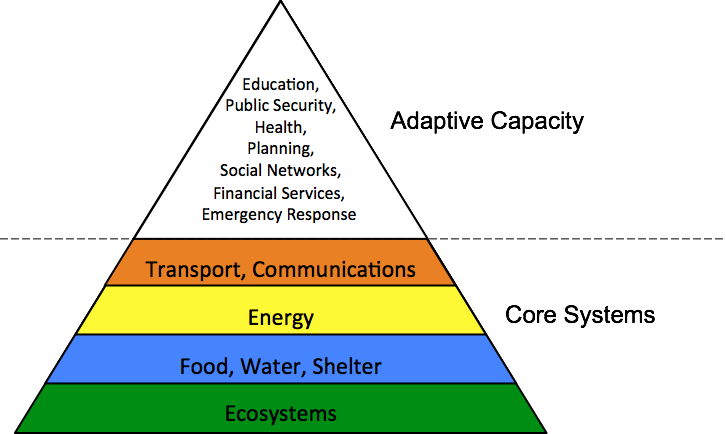 Education,
Public Security,
Health,
Planning,
Social Networks,
Financial Services,
Emergency Response
Adaptive Capacity
Transport, Communications
Energy
Core Systems
Food, Water, Shelter
Ecosystems